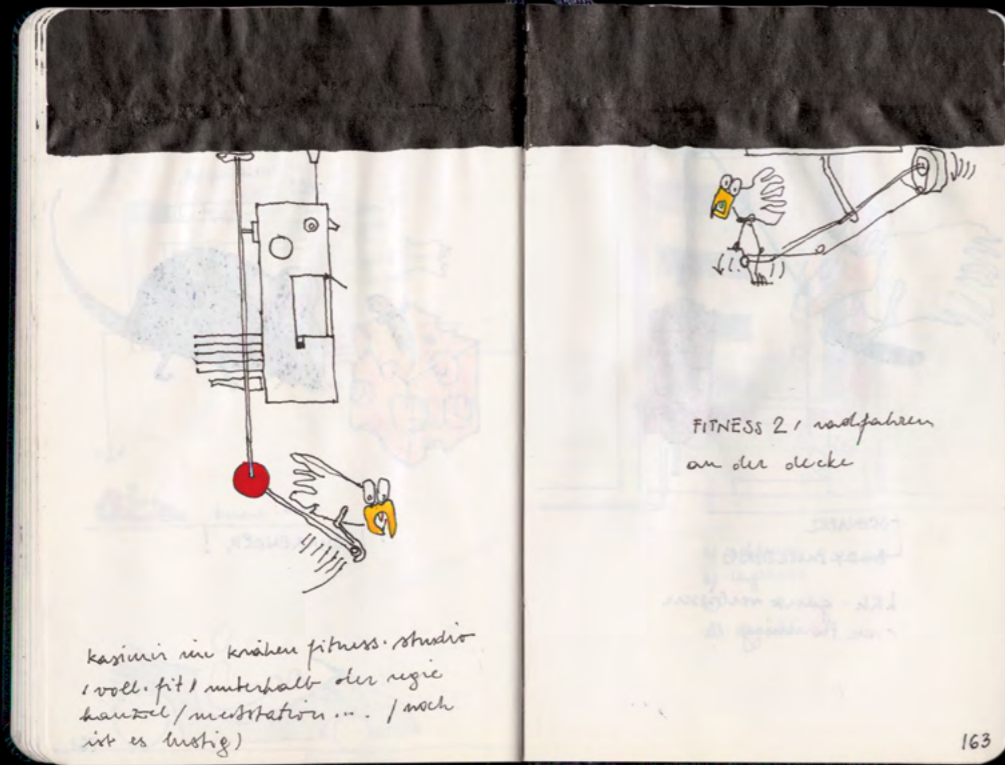 kasimir im krähen fitness-studio
/voll-fit/ unterhalb der regie
kanzel/messstation... /noch
ist es lustig)
FITNESS 2, radfahren
an der decke
163